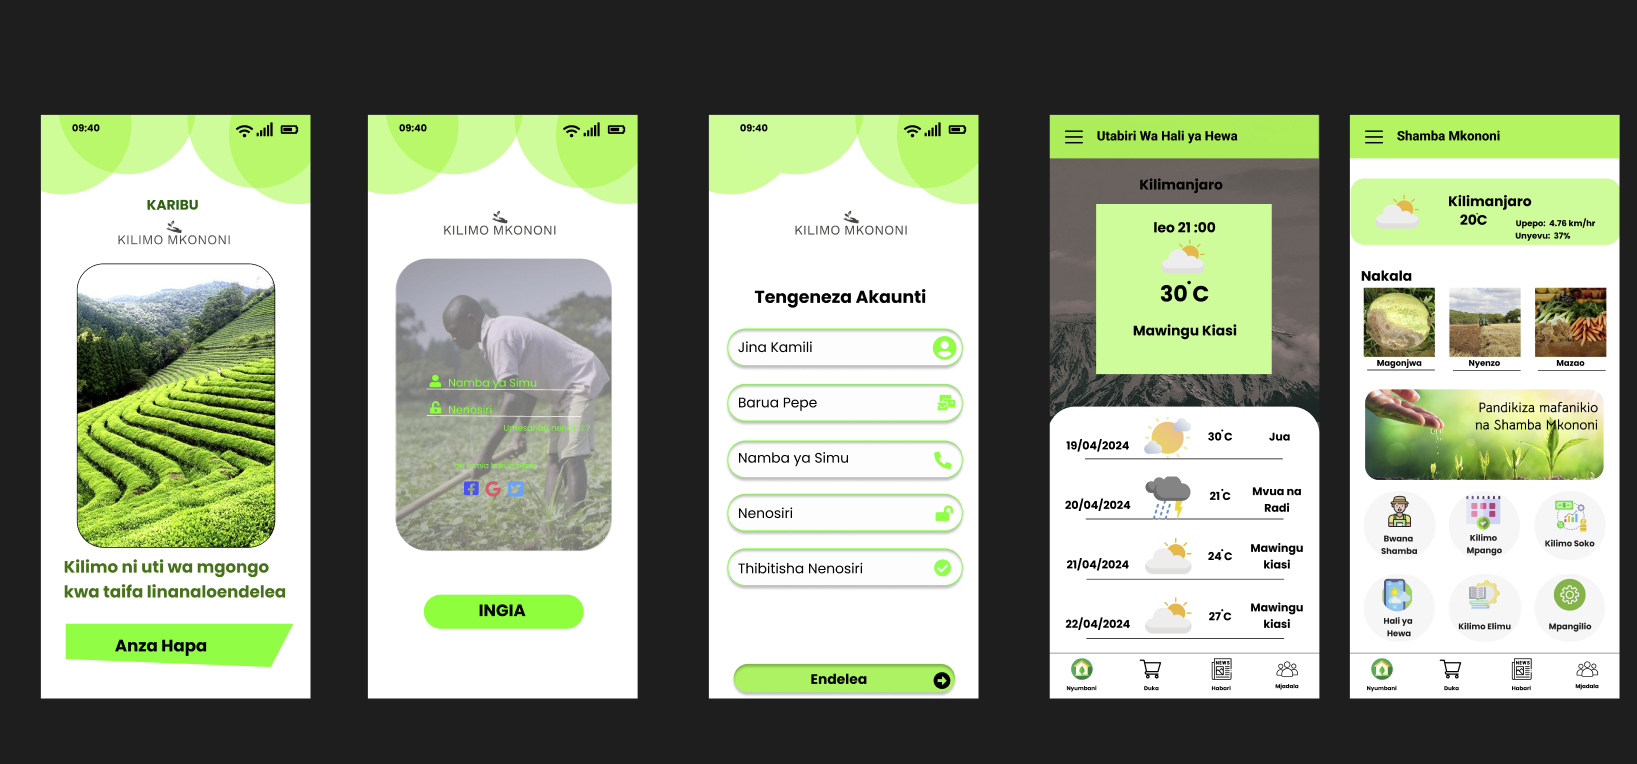 09:40
KARIBU
KILIMO MKONONI
Kilimo ni uti wa mgongo
kwa taifa linanaloendelea
Anza Hapa
09:40
KILIMO MKONONI
Namba ya Simu
Nenosiri
INGIA
09:40
KILIMO MKONONI
Tengeneza Akaunti
Jina Kamili
Barua Pepe
Namba ya Simu
Nenosiri
Thibitisha Nenosiri
Endelea
Utabiri Wa Hali ya Hewa
Kilimanjaro
leo 21 :00
30°C
Mawingu Kiasi
19/04/2024 30°C Jua
20/04/2024 21°C Mvua na
Radi
21/04/2024 24°C Mawingu
kiasi
22/04/2024 27°C Mawingu
kiasi
Nyumbani Duka NEWS Habari Mjadala
Shamba Mkononi
Kilimanjaro
20°C
Upepo: 4.76 km/hr
Unyevu: 37%
Nakala
Magonjwa Nyenzo Mazao
Pandikiza mafanikio
na Shamba Mkononi
Bwana
Shamba
Kilimo
Mpango
Kilimo Soko
Hali ya
Hewa
Kilimo Elimu
Mpangilio
Nyumbani Duka NEWS Habari Mjadala